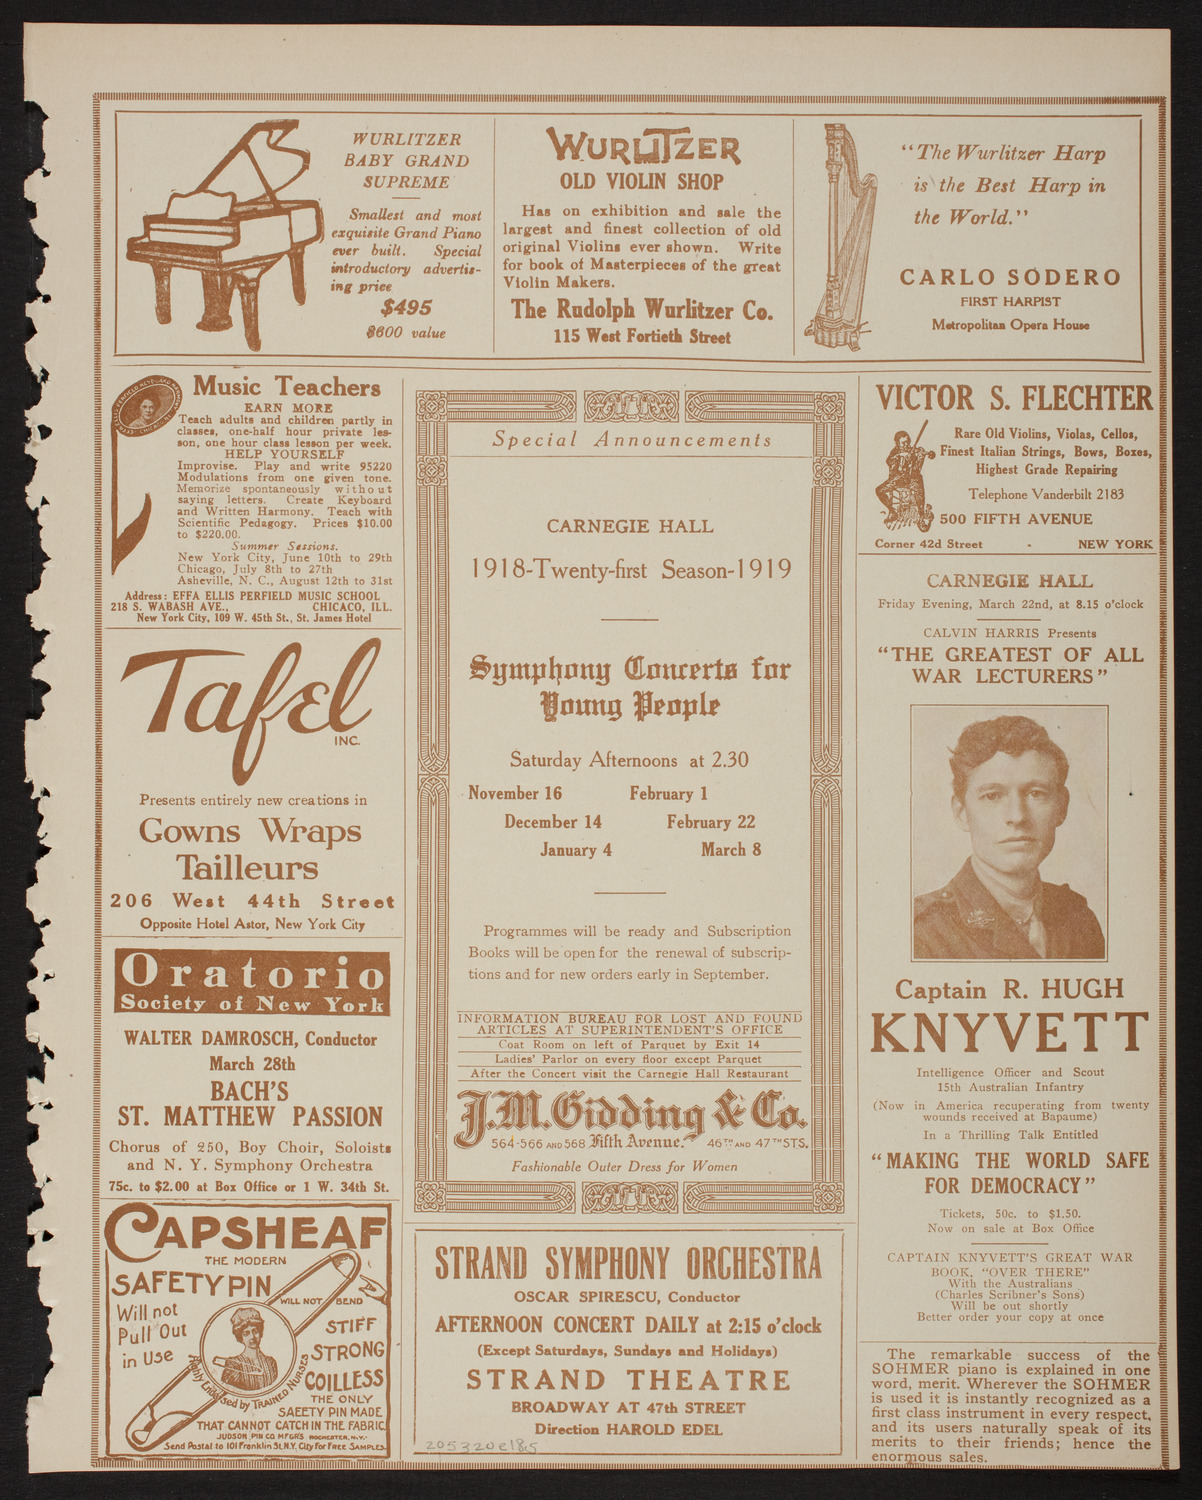 WURLITZER
BABY GRAND
SUPREME
Smallest and most
exquisite Grand Piano
ever built. Special
introductory advertis-
ing price
$495
$600 value
WURLITZER
OLD VIOLIN SHOP
Has on exhibition and sale the
largest and finest collection of old
original Violins ever shown. Write
for book of Masterpieces of the great
Violin Makers.
The Rudolph Wurlitzer Co.
115 West Fortieth Street
"The Wurlitzer Harp
is the Best Harp in
the World."
CARLO SODERO
FIRST HARPIST
Metropolitan Opera House
Music Teachers
EARN MORE
Teach adults and children partly in
classes, one-half hour private les-
son, one hour class lesson per week.
HELP YOURSELF
Improvise. Play and write 95220
Modulations from one given tone.
Memorize spontaneously without
saying letters. Create Keyboard
and Written Harmony. Teach with
Scientific Pedagogy. Prices $10.00
to $220.00.
Summer Sessions.
New York City, June 10th to 29th
Chicago, July 8th to 27th
Asheville, N. C., August 12th to 31st
Address: EFFA ELLIS PERFIELD MUSIC SCHOOL
218 S. WABASH AVE., CHICACO, ILL.
New York City, 109 W. 45th St., St. James Hotel
Tafel
INC.
Presents entirely new creations in
Gowns Wraps
Tailleurs
206 West 44th Street
Opposite Hotel Astor, New York City
Oratorio
Society of New York
WALTER DAMROSCH, Conductor
March 28th
BACH'S
ST. MATTHEW PASSION
Chorus of 250, Boy Choir, Soloists
and N. Y. Symphony Orchestra
75c. to $2.00 at Box Office or 1 W. 34th St.
CAPSHEAF
THE MODERN
SAFETY PIN
WILL NOT BEND
Will not
Pull Out
in Use
STIFF
STRONG
COILLESS
Highly Endorsed by TRAINED NURSES
THE ONLY
SAFETY PIN MADE
THAT CANNOT CATCH IN THE FABRIC
JUDSON PIN CO. MFGRS ROCHESTER, N.Y.
Send Postal to 101 Franklin St. N.Y. City for FREE SAMPLES.
Special Announcements
CARNEGIE HALL
1918-Twenty-first Season-1919
Symphony Concerts for
Young People
Saturday Afternoons at 2.30
November 16 February 1
December 14 February 22
January 4 March 8
Programmes will be ready and Subscription
Books will be open for the renewal of subscrip-
tions and for new orders early in September.
INFORMATION BUREAU FOR LOST AND FOUND
ARTICLES AT SUPERINTENDENT'S OFFICE
Coat Room on left of Parquet by Exit 14
Ladies' Parlor on every floor except Parquet
After the Concert visit the Carnegie Hall Restaurant
J.M. Gidding & Co.
564-566 AND 568 Fifth Avenue. 46TH AND 47TH STS.
Fashionable Outer Dress for Women
STRAND SYMPHONY ORCHESTRA
OSCAR SPIRESCU, Conductor
AFTERNOON CONCERT DAILY at 2:15 o'clock
(Except Saturdays, Sundays and Holidays)
STRAND THEATRE
BROADWAY AT 47th STREET
Direction HAROLD EDEL
VICTOR S. FLECHTER
Rare Old Violins, Violas, Cellos,
Finest Italian Strings, Bows, Boxes,
Highest Grade Repairing
Telephone Vanderbilt 2183
500 FIFTH AVENUE
Corner 42d Street - NEW YORK
CARNEGIE HALL
Friday Evening, March 22nd, at 8.15 o'clock
CALVIN HARRIS Presents
"THE GREATEST OF ALL
WAR LECTURERS"
Captain R. HUGH
KNYVETT
Intelligence Officer and Scout
15th Australian Infantry
(Now in America recuperating from twenty
wounds received at Bapaume)
In a Thrilling Talk Entitled
"MAKING THE WORLD SAFE
FOR DEMOCRACY"
Tickets, 50c. to $1.50.
Now on sale at Box Office
CAPTAIN KNYVETT'S GREAT WAR
BOOK, "OVER THERE"
With the Australians
(Charles Scribner's Sons)
Will be out shortly
Better order your copy at once
The remarkable success of the
SOHMER piano is explained in one
word, merit. Wherever the SOHMER
is used it is instantly recognized as a
first class instrument in every respect,
and its users naturally speak of its
merits to their friends; hence the
enormous sales.